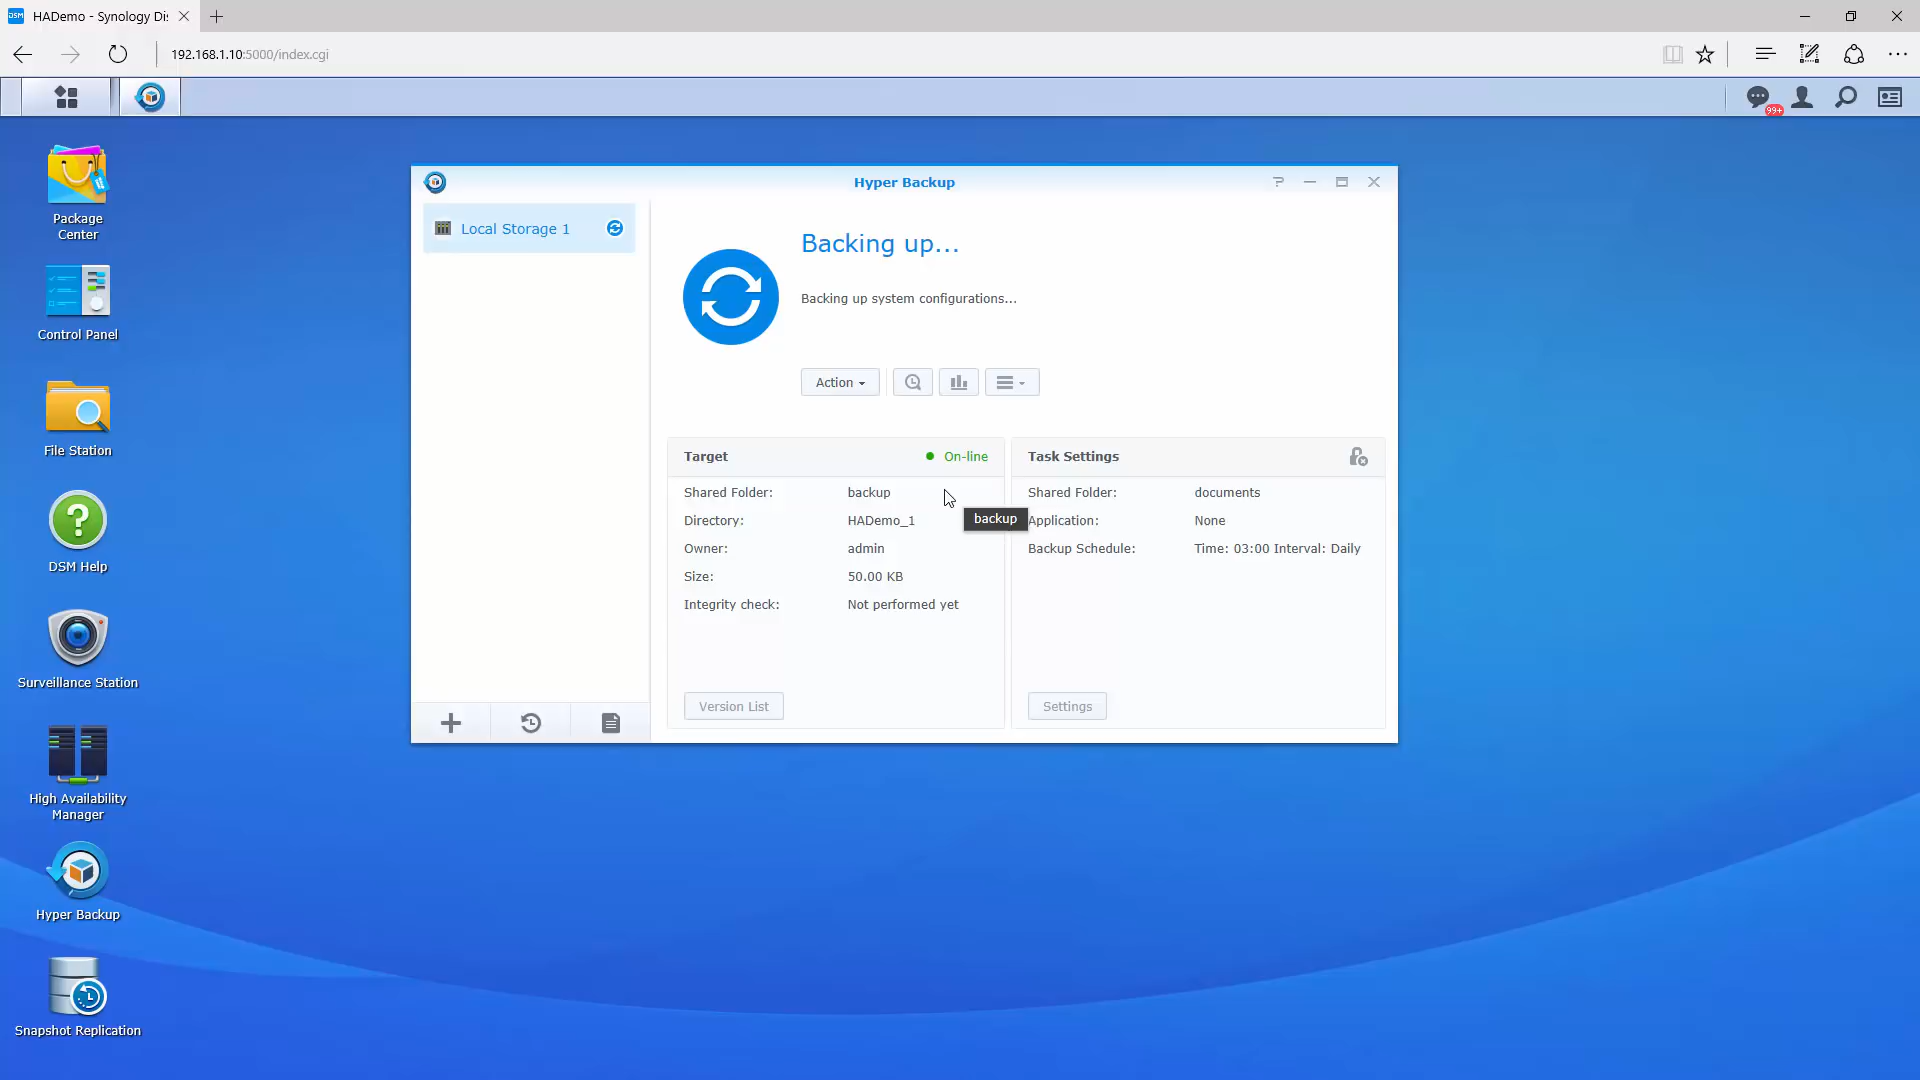 HADemo - Synology Di
192.168.1.10:5000/index.cgi
99+
Package
Center
Control Panel
File Station
DSM Help
Surveillance Station
High Availability
Manager
Hyper Backup
Snapshot Replication
Hyper Backup
Local Storage 1
Backing up...
Backing up system configurations...
Action
Target
On-line
Shared Folder: backup
Directory: HADemo_1
Owner: admin
Size: 50.00 KB
Integrity check: Not performed yet
Version List
backup
Task Settings
Shared Folder: documents
Application: None
Backup Schedule: Time: 03:00 Interval: Daily
Settings